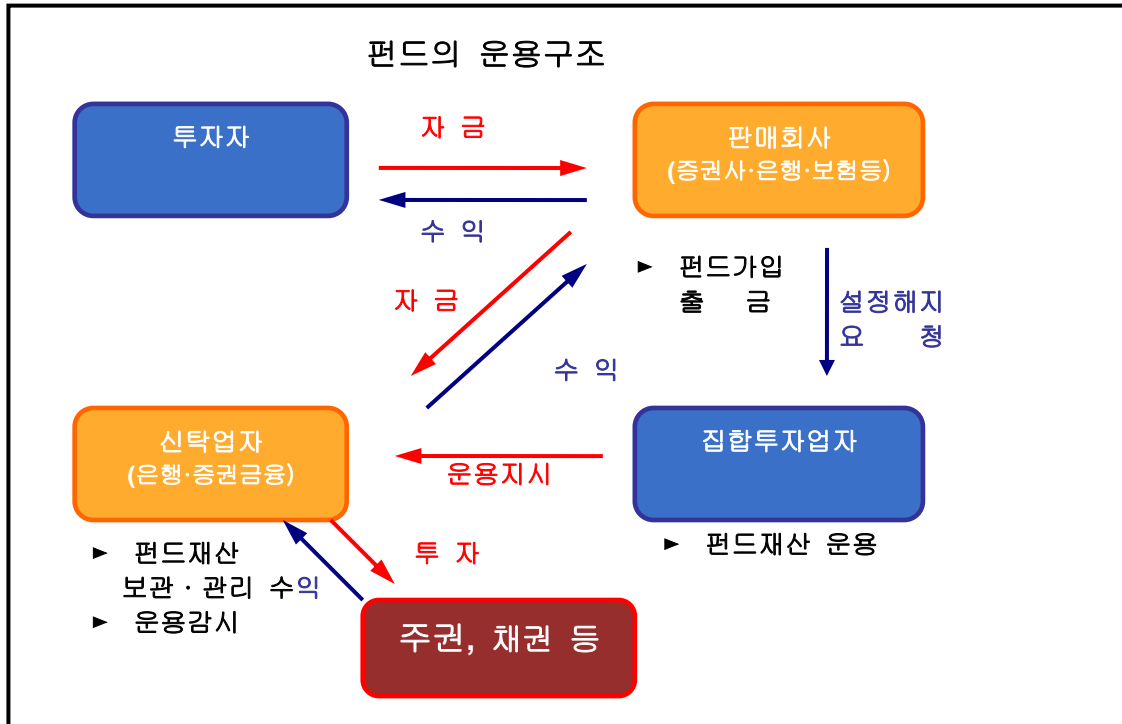 펀드의 운용구조
투자자
자 금
판매회사
(증권사·은행·보험등)
수 익
► 펀드가입
출 금
설정해지
요 청
자 금
수 익
신탁업자
(은행·증권금융)
운용지시
집합투자업자
► 펀드재산
보관 · 관리 수익
► 운용감시
투 자
► 펀드재산 운용
주권, 채권 등